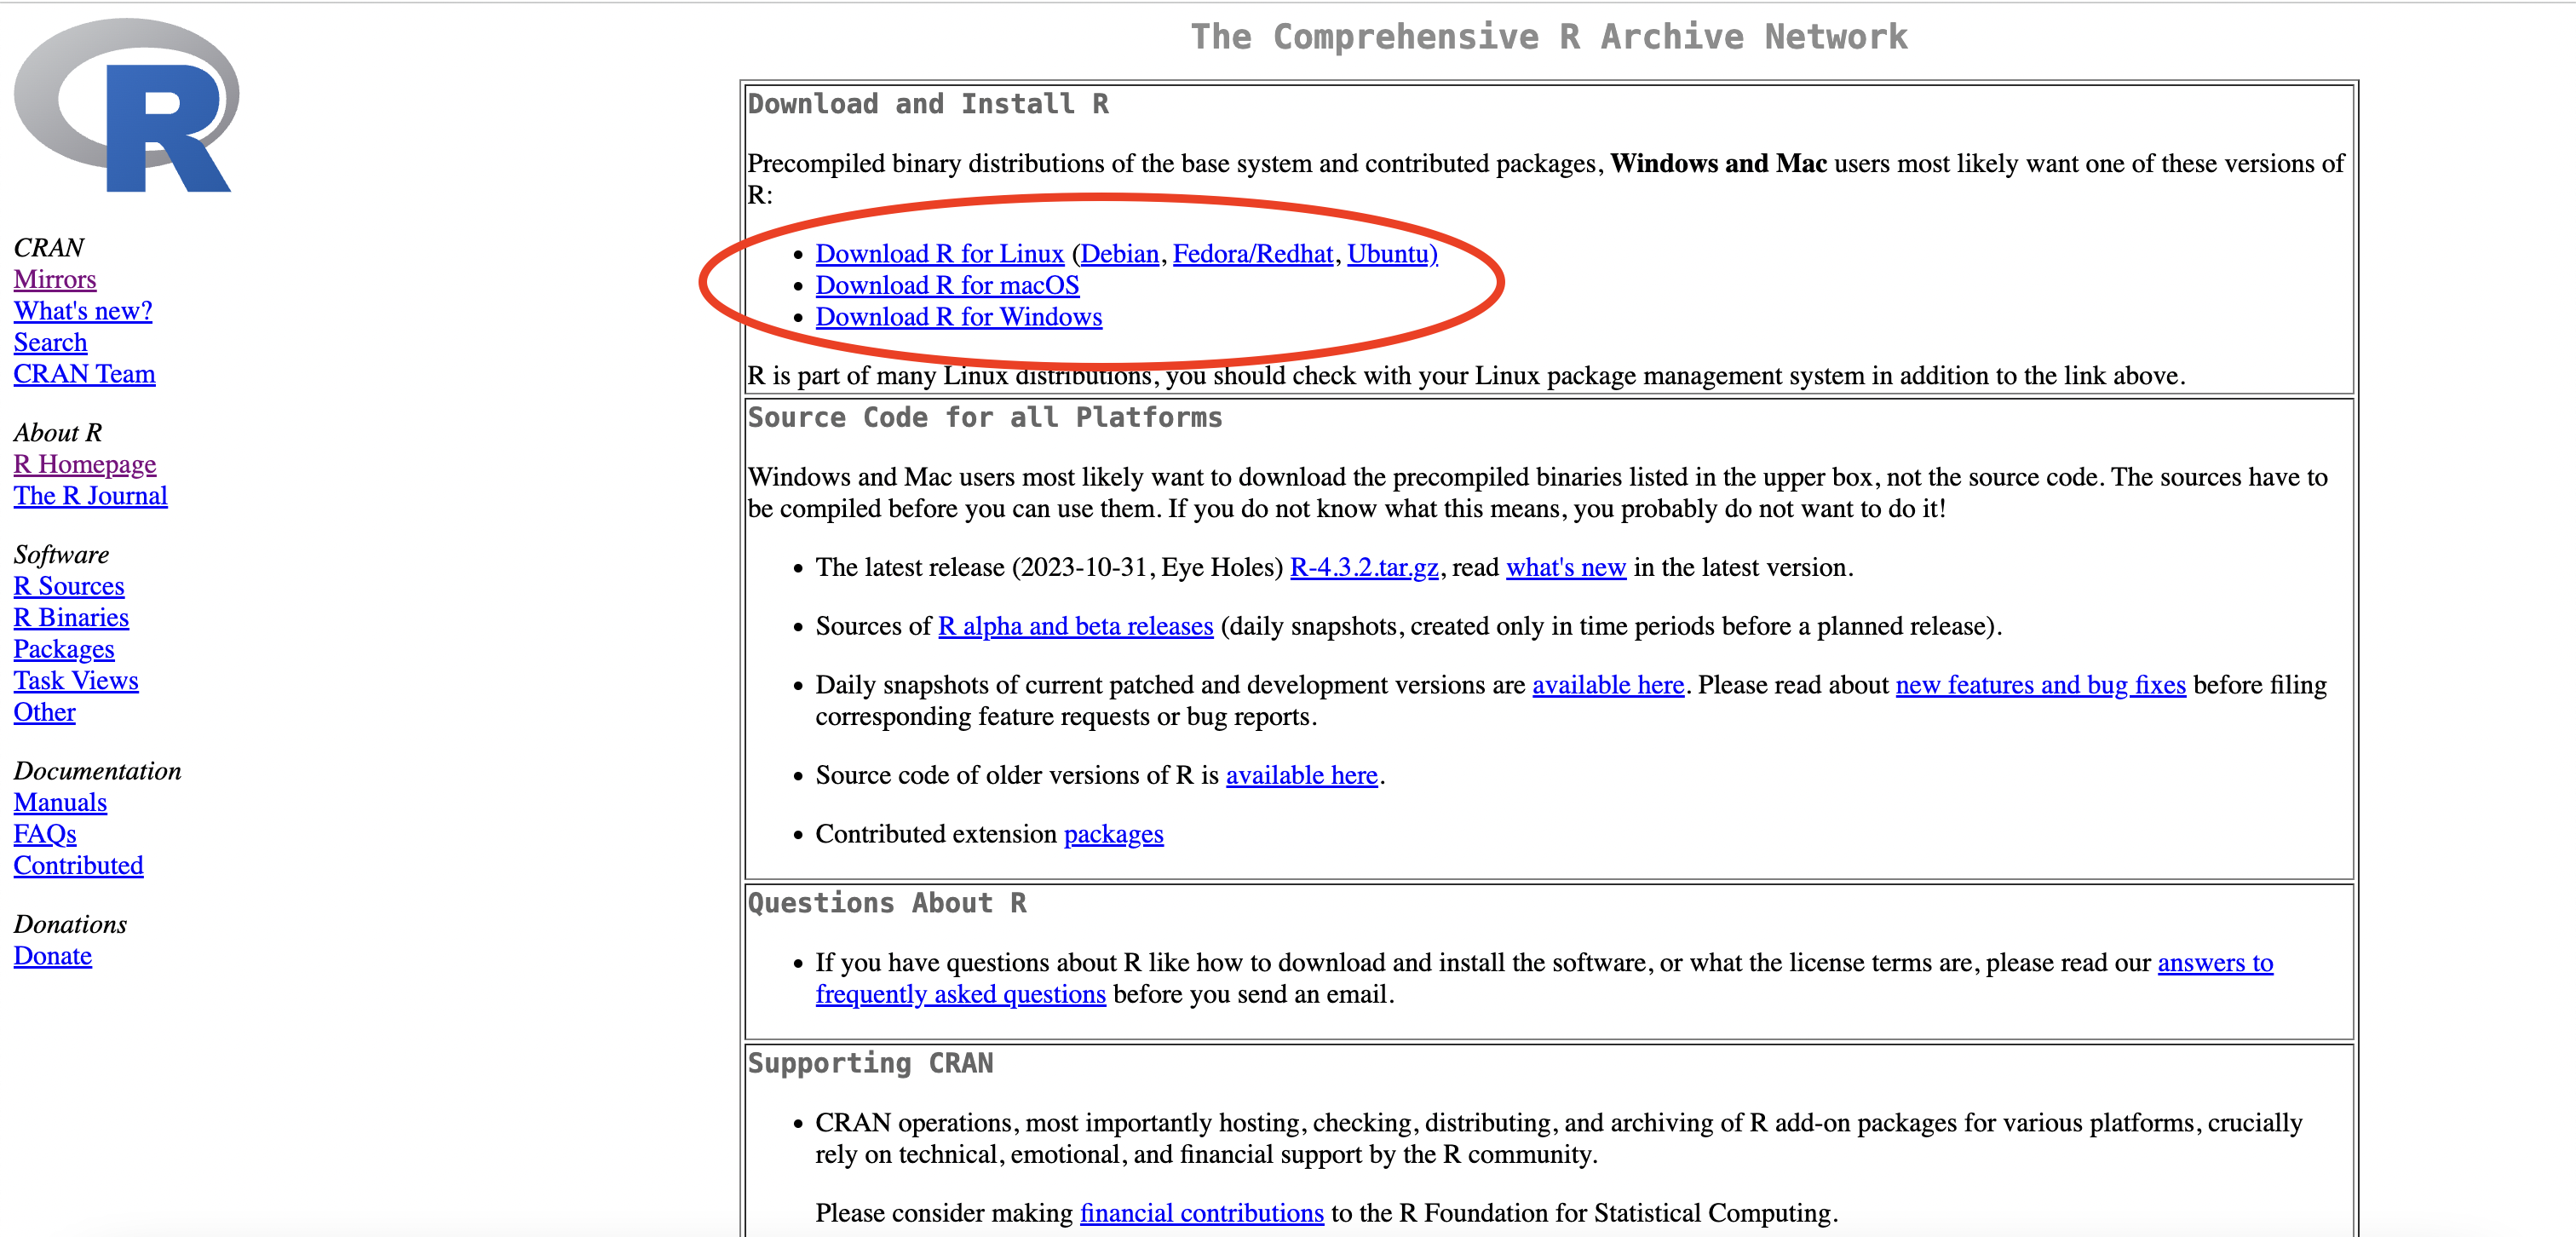 R
CRAN
Mirrors
What's new?
Search
CRAN Team
About R
R Homepage
The R Journal
Software
R Sources
R Binaries
Packages
Task Views
Other
Documentation
Manuals
FAQs
Contributed
Donations
Donate
The Comprehensive R Archive Network
Download and Install R
Precompiled binary distributions of the base system and contributed packages, Windows and Mac users most likely want one of these versions of
R:
• Download R for Linux (Debian, Fedora/Redhat, Ubuntu)
• Download R for macOS
• Download R for Windows
R is part of many Linux distributions, you should check with your Linux package management system in addition to the link above.
Source Code for all Platforms
Windows and Mac users most likely want to download the precompiled binaries listed in the upper box, not the source code. The sources have to
be compiled before you can use them. If you do not know what this means, you probably do not want to do it!
• The latest release (2023-10-31, Eye Holes) R-4.3.2.tar.gz, read what's new in the latest version.
• Sources of R alpha and beta releases (daily snapshots, created only in time periods before a planned release).
• Daily snapshots of current patched and development versions are available here. Please read about new features and bug fixes before filing
corresponding feature requests or bug reports.
• Source code of older versions of R is available here.
• Contributed extension packages
Questions About R
• If you have questions about R like how to download and install the software, or what the license terms are, please read our answers to
frequently asked questions before you send an email.
Supporting CRAN
• CRAN operations, most importantly hosting, checking, distributing, and archiving of R add-on packages for various platforms, crucially
rely on technical, emotional, and financial support by the R community.
Please consider making financial contributions to the R Foundation for Statistical Computing.